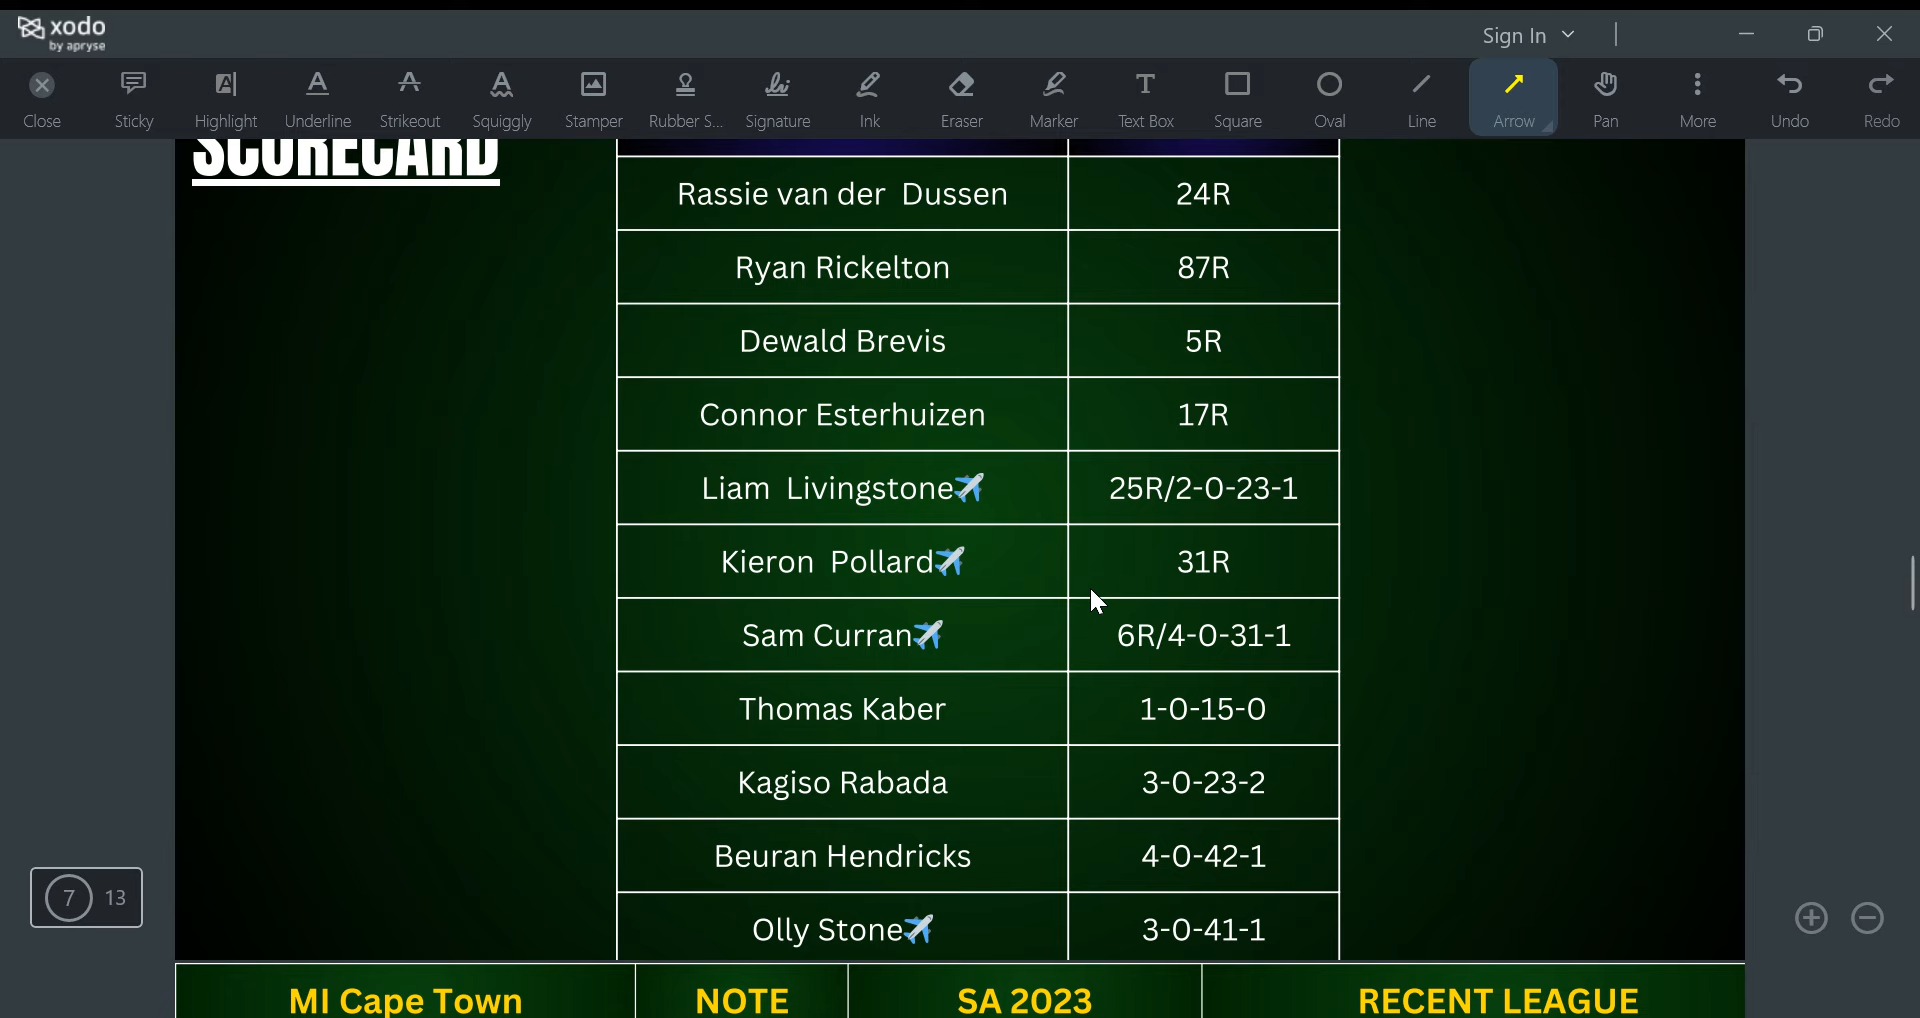 xodo
by apryse
Sign In
Close Sticky Highlight Underline Strikeout Squiggly Stamper Rubber S... Signature Ink Eraser Marker Text Box Square Oval Line Arrow Pan More Undo Redo
SCORECARD
Rassie van der Dussen 24R
Ryan Rickelton 87R
Dewald Brevis 5R
Connor Esterhuizen 17R
Liam Livingstone✈️ 25R/2-0-23-1
Kieron Pollard✈️ 31R
Sam Curran✈️ 6R/4-0-31-1
Thomas Kaber 1-0-15-0
Kagiso Rabada 3-0-23-2
Beuran Hendricks 4-0-42-1
Olly Stone✈️ 3-0-41-1
7 13
MI Cape Town NOTE SA 2023 RECENT LEAGUE